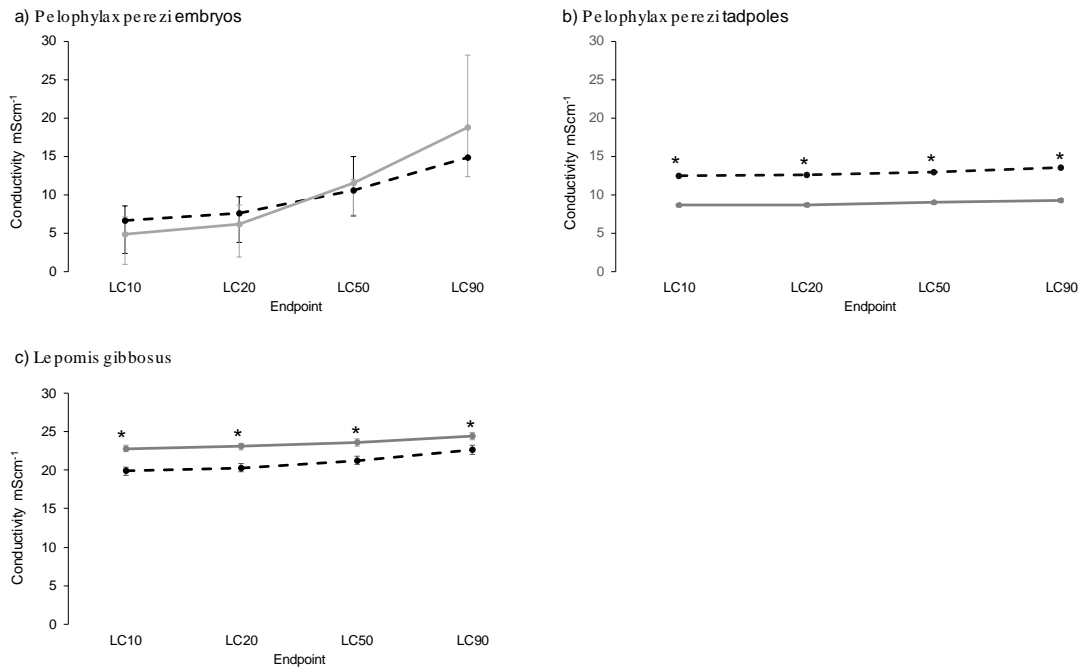 a) Pelophylax perezi embryos
30
25
20
15
10
5
0
Conductivity mScm-1
LC10 LC20 LC50 LC90
Endpoint
b) Pelophylax perezi tadpoles
30
25
20
15
10
5
0
Conductivity mScm-1
* * * *
LC10 LC20 LC50 LC90
Endpoint
c) Lepomis gibbosus
30
25
20
15
10
5
0
Conductivity mScm-1
* * * *
LC10 LC20 LC50 LC90
Endpoint